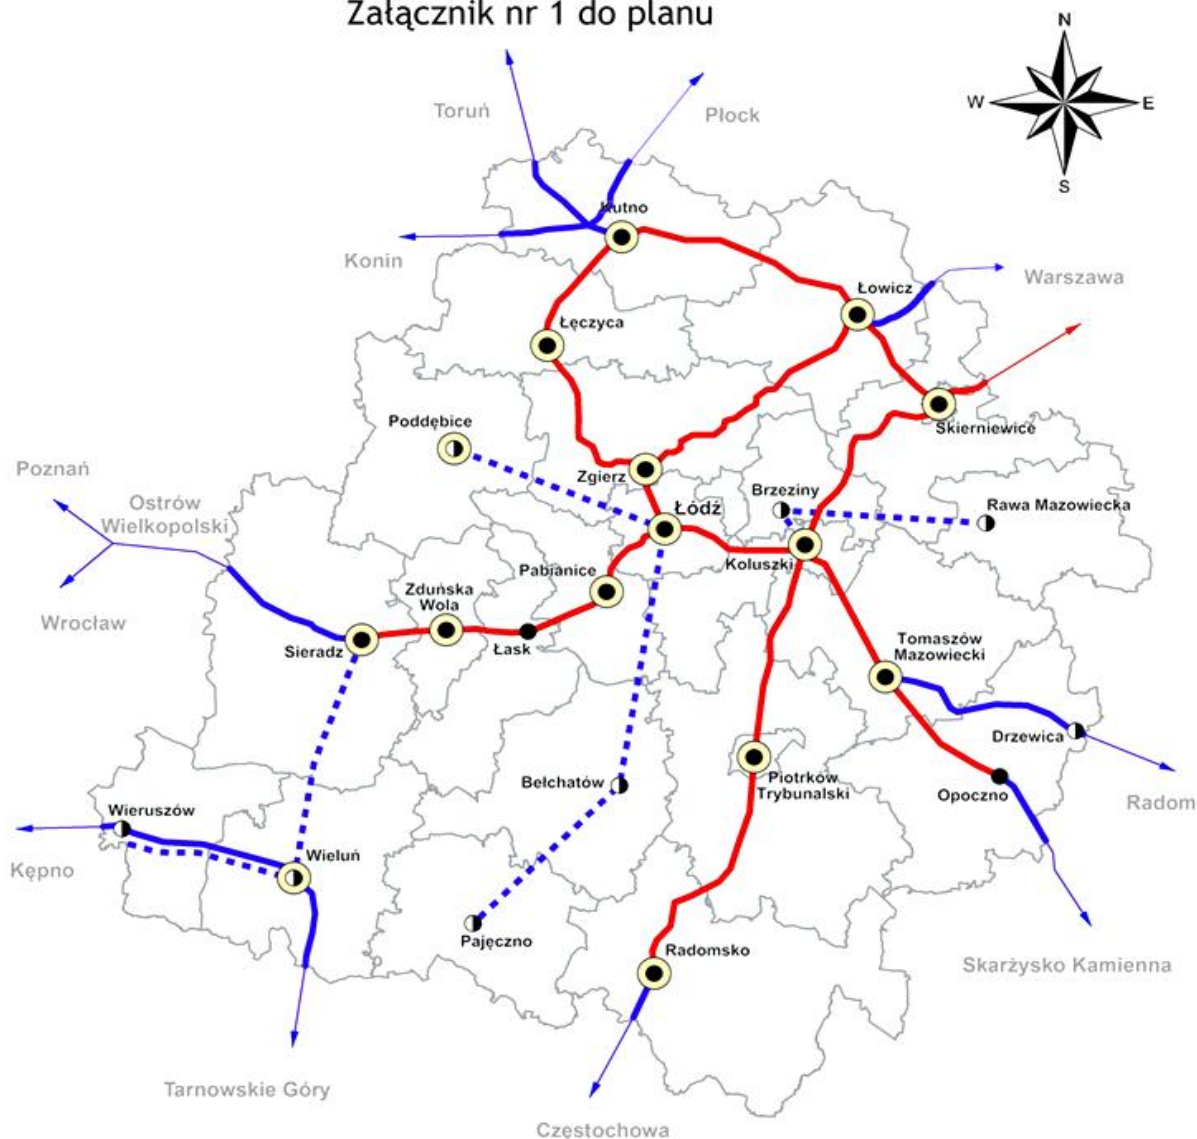 Załącznik nr 1 do planu
N
W
E
S
Toruń
Płock
Kutno
Konin
Łowicz
Warszawa
Łęczyca
Poddębice
Skierniewice
Poznań
Zgierz
Ostrów
Wielkopolski
Łódź
Brzeziny
Rawa Mazowiecka
Koluszki
Pabianice
Zduńska
Wola
Wrocław
Sieradz
Łask
Tomaszów
Mazowiecki
Drzewica
Bełchatów
Piotrków
Trybunalski
Opoczno
Radom
Wieruszów
Wieluń
Kępno
Pajęczno
Radomsko
Skarżysko Kamienna
Tarnowskie Góry
Częstochowa